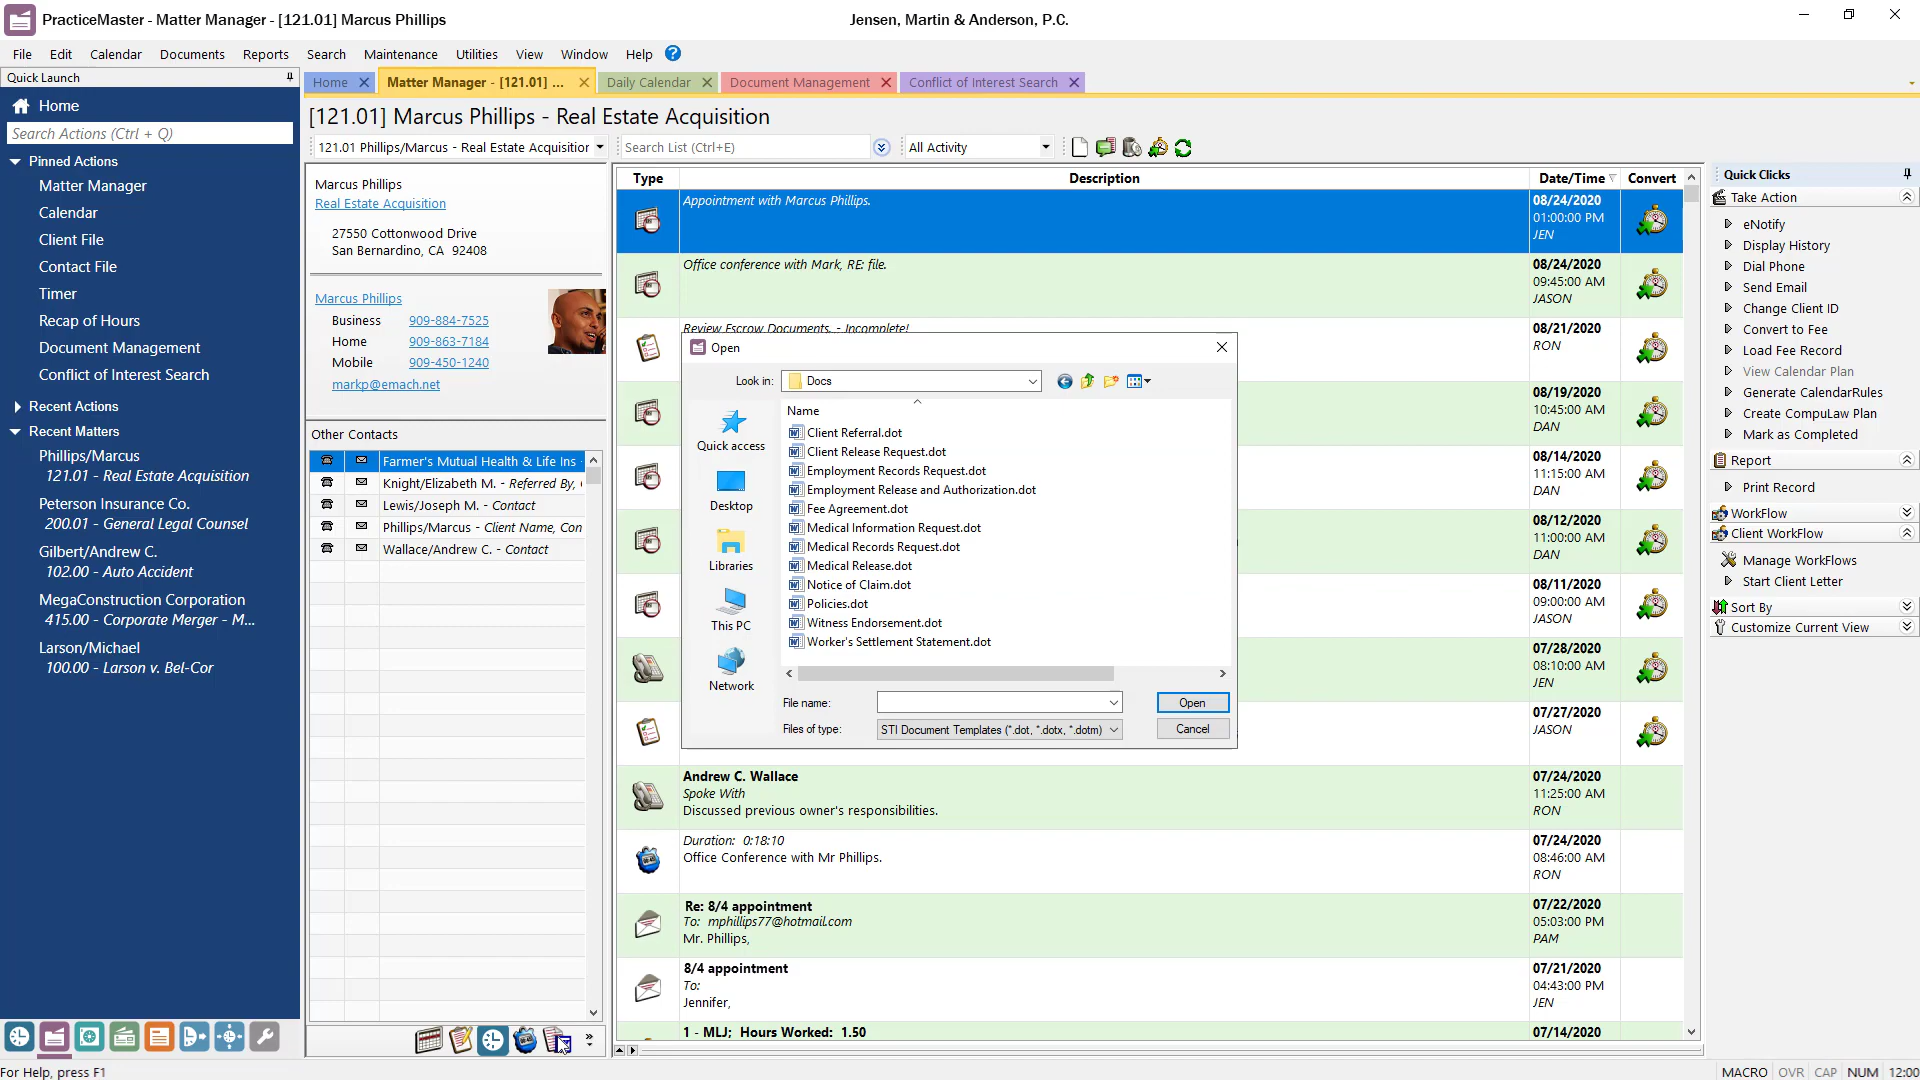 PracticeMaster - Matter Manager - [121.01] Marcus Phillips
Jensen, Martin & Anderson, P.C.
File Edit Calendar Documents Reports Search Maintenance Utilities View Window Help
Quick Launch
Home
Search Actions (Ctrl + Q)
Pinned Actions
Matter Manager
Calendar
Client File
Contact File
Timer
Recap of Hours
Document Management
Conflict of Interest Search
Recent Actions
Recent Matters
Phillips/Marcus
121.01 - Real Estate Acquisition
Peterson Insurance Co.
200.01 - General Legal Counsel
Gilbert/Andrew C.
102.00 - Auto Accident
MegaConstruction Corporation
415.00 - Corporate Merger - M...
Larson/Michael
100.00 - Larson v. Bel-Cor
Home Matter Manager - [121.01] ... Daily Calendar Document Management Conflict of Interest Search
[121.01] Marcus Phillips - Real Estate Acquisition
121.01 Phillips/Marcus - Real Estate Acquisition Search List (Ctrl+E) All Activity
Marcus Phillips
Real Estate Acquisition
27550 Cottonwood Drive
San Bernardino, CA 92408
Marcus Phillips
Business 909-884-7525
Home 909-863-7184
Mobile 909-450-1240
markp@emach.net
Other Contacts
Farmer's Mutual Health & Life Ins
Knight/Elizabeth M. - Referred By,
Lewis/Joseph M. - Contact
Phillips/Marcus - Client Name, Con
Wallace/Andrew C. - Contact
Type Description Date/Time Convert
Appointment with Marcus Phillips.
08/24/2020
01:00:00 PM
JEN
Office conference with Mark, RE: file.
08/24/2020
09:45:00 AM
JASON
Review Escrow Documents. - Incomplete!
08/21/2020
RON
08/19/2020
10:45:00 AM
DAN
08/14/2020
11:15:00 AM
DAN
08/12/2020
11:00:00 AM
DAN
08/11/2020
09:00:00 AM
JASON
07/28/2020
08:10:00 AM
JEN
07/27/2020
JASON
Andrew C. Wallace
Spoke With
Discussed previous owner's responsibilities.
07/24/2020
11:25:00 AM
RON
Duration: 0:18:10
Office Conference with Mr Phillips.
07/24/2020
08:46:00 AM
RON
Re: 8/4 appointment
To: mphillips77@hotmail.com
Mr. Phillips,
07/22/2020
05:03:00 PM
PAM
8/4 appointment
To:
Jennifer,
07/21/2020
04:43:00 PM
JEN
1 - MLJ; Hours Worked: 1.50
07/14/2020
Open
Look in: Docs
Quick access
Desktop
Libraries
This PC
Network
Name
Client Referral.dot
Client Release Request.dot
Employment Records Request.dot
Employment Release and Authorization.dot
Fee Agreement.dot
Medical Information Request.dot
Medical Records Request.dot
Medical Release.dot
Notice of Claim.dot
Policies.dot
Witness Endorsement.dot
Worker's Settlement Statement.dot
File name: Open
Files of type: STI Document Templates (*.dot, *.dotx, *.dotm) Cancel
Quick Clicks
Take Action
eNotify
Display History
Dial Phone
Send Email
Change Client ID
Convert to Fee
Load Fee Record
View Calendar Plan
Generate CalendarRules
Create CompuLaw Plan
Mark as Completed
Report
Print Record
WorkFlow
Client WorkFlow
Manage WorkFlows
Start Client Letter
Sort By
Customize Current View
For Help, press F1
MACRO OVR CAP NUM 12:00